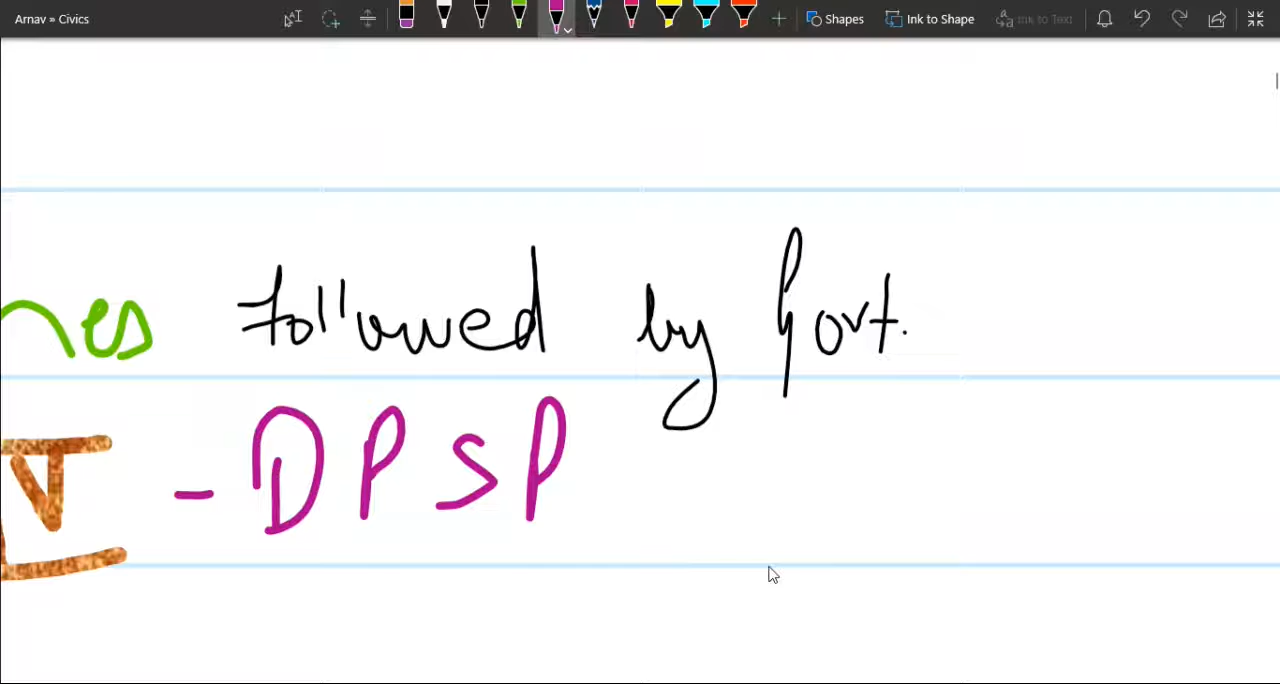 Arnav » Civics
Shapes
Ink to Shape
Ink to Text
nes followed by Govt.
V - DPSP